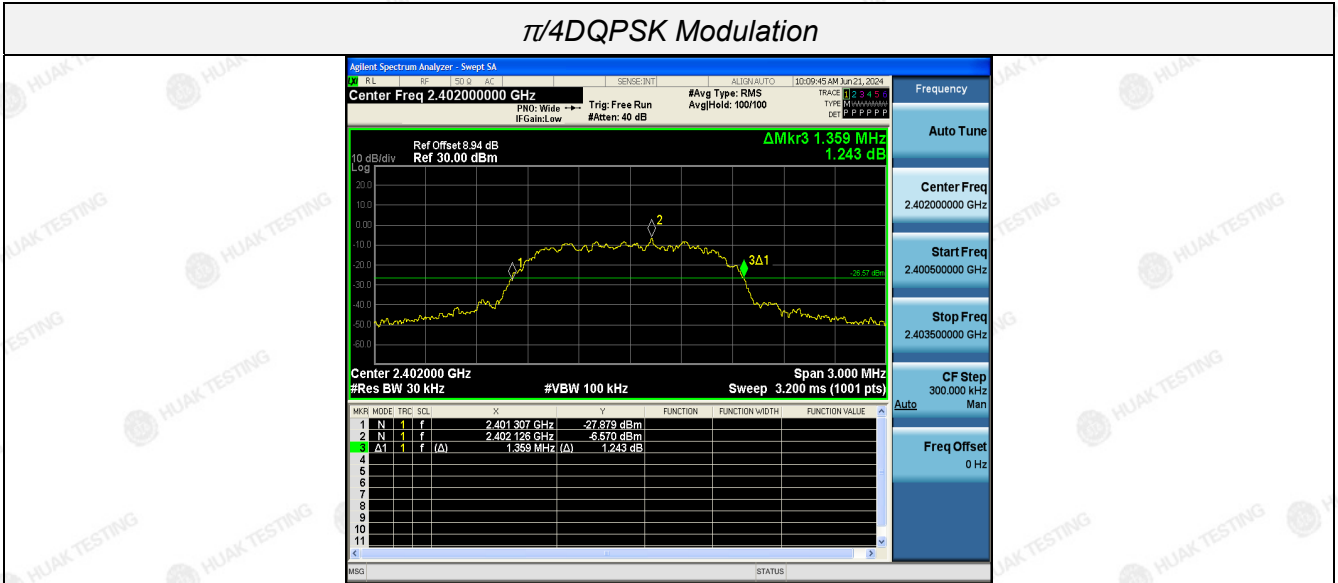 π/4DQPSK Modulation
Agilent Spectrum Analyzer - Swept SA
LXI RL RF 50 Ω AC SENSE:INT ALIGN AUTO 10:09:45 AM Jun 21, 2024
Center Freq 2.402000000 GHz
PNO: Wide
IFGain:Low
Trig: Free Run
#Atten: 40 dB
#Avg Type: RMS
Avg|Hold: 100/100
TRACE 1 2 3 4 5 6
TYPE M WWWWW
DET P P P P P P
ΔMkr3 1.359 MHz
1.243 dB
Ref Offset 8.94 dB
10 dB/div Ref 30.00 dBm
Log
20.0
10.0
0.00
-10.0
-20.0
-30.0
-40.0
-50.0
-60.0
1
2
3Δ1
-26.57 dBm
Center 2.402000 GHz Span 3.000 MHz
#Res BW 30 kHz #VBW 100 kHz Sweep 3.200 ms (1001 pts)
MKR MODE TRC SCL X Y FUNCTION FUNCTION WIDTH FUNCTION VALUE
1 N 1 f 2.401 307 GHz -27.879 dBm
2 N 1 f 2.402 126 GHz -6.570 dBm
3 Δ1 1 f (Δ) 1.359 MHz (Δ) 1.243 dB
4
5
6
7
8
9
10
11
MSG STATUS
Frequency
Auto Tune
Center Freq
2.402000000 GHz
Start Freq
2.400500000 GHz
Stop Freq
2.403500000 GHz
CF Step
300.000 kHz
Auto Man
Freq Offset
0 Hz
HUAK TESTING